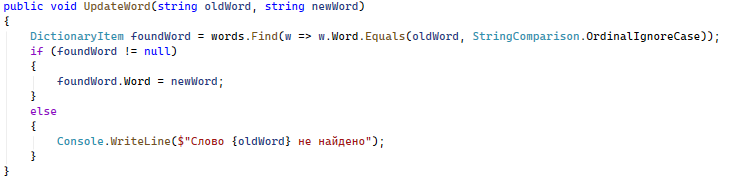 public void UpdateWord(string oldWord, string newWord)
{
    DictionaryItem foundWord = words.Find(w => w.Word.Equals(oldWord, StringComparison.OrdinalIgnoreCase));
    if (foundWord != null)
    {
        foundWord.Word = newWord;
    }
    else
    {
        Console.WriteLine($"Слово {oldWord} не найдено");
    }
}